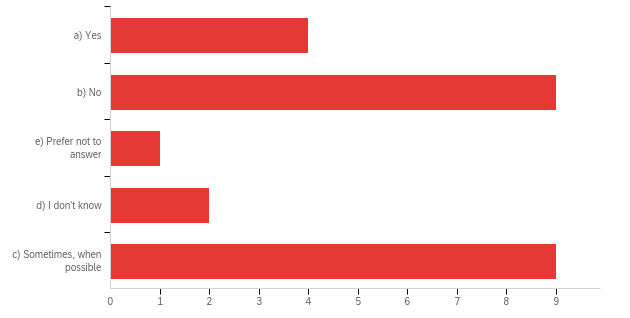 a) Yes
b) No
e) Prefer not to
answer
d) I don't know
c) Sometimes, when
possible
0 1 2 3 4 5 6 7 8 9